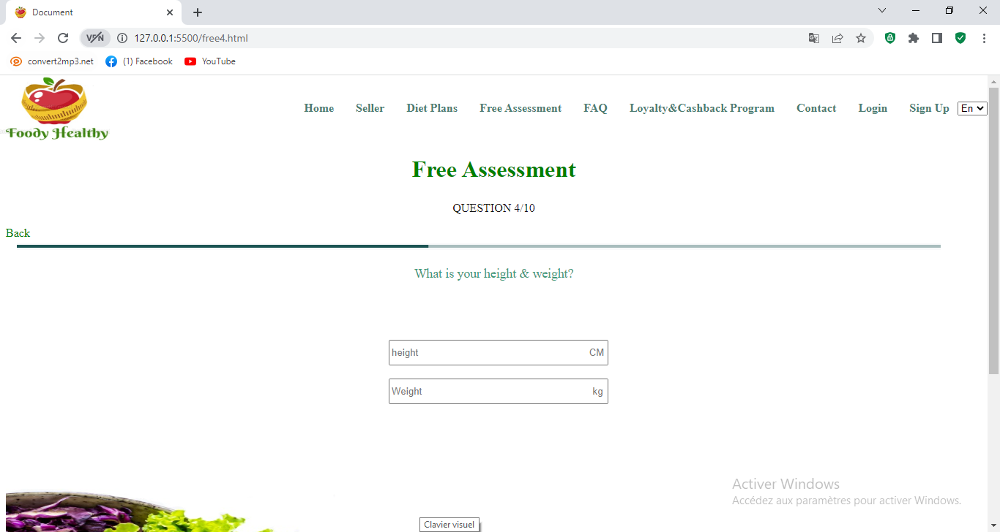 Document
VPN
127.0.0.1:5500/free4.html
convert2mp3.net
(1) Facebook
YouTube
Foody Healthy
Home
Seller
Diet Plans
Free Assessment
FAQ
Loyalty&Cashback Program
Contact
Login
Sign Up
En
Free Assessment
QUESTION 4/10
Back
What is your height & weight?
height CM
Weight kg
Activer Windows
Accédez aux paramètres pour activer Windows.
Clavier visuel